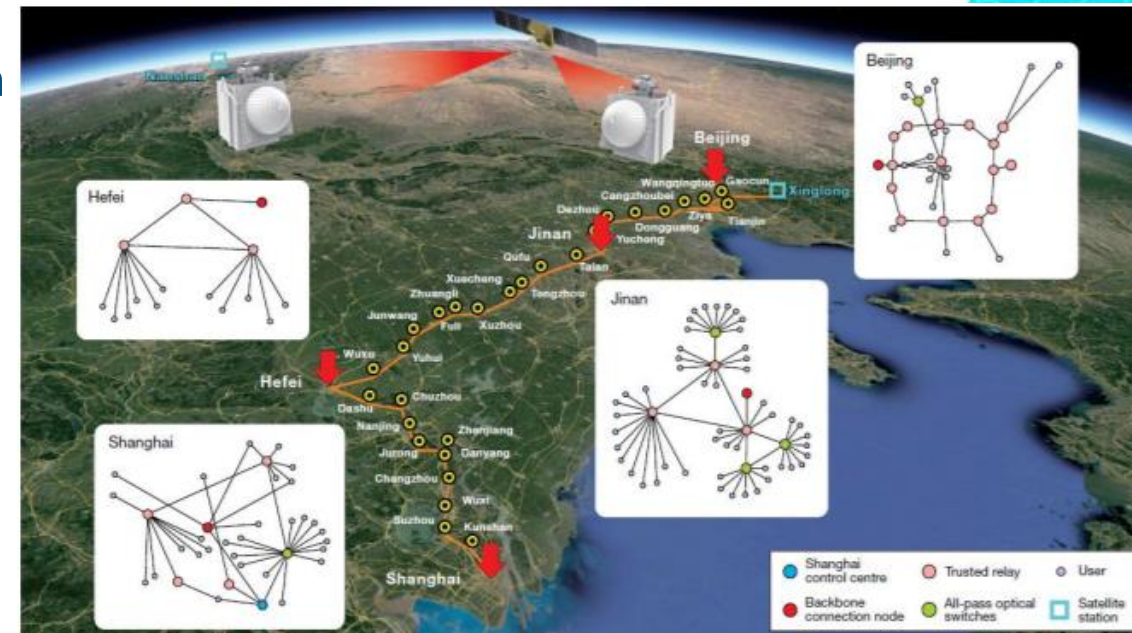 n
Nanshan
Beijing
Beijing
Wangqingtuo
Gaocun
Xinglong
Cangzhoubei
Dezhou
Ziya
Tianjin
Dongguang
Hefei
Jinan
Yucheng
Qufu
Taian
Xuecheng
Tengzhou
Zhuangli
Jinan
Junwang
Fuli
Xuzhou
Wuxu
Yuhui
Hefei
Dashu
Chuzhou
Nanjing
Zhenjiang
Shanghai
Jurong
Danyang
Changzhou
Wuxi
Suzhou
Kunshan
Shanghai
Shanghai
control centre
Trusted relay
User
Backbone
connection node
All-pass optical
switches
Satellite
station